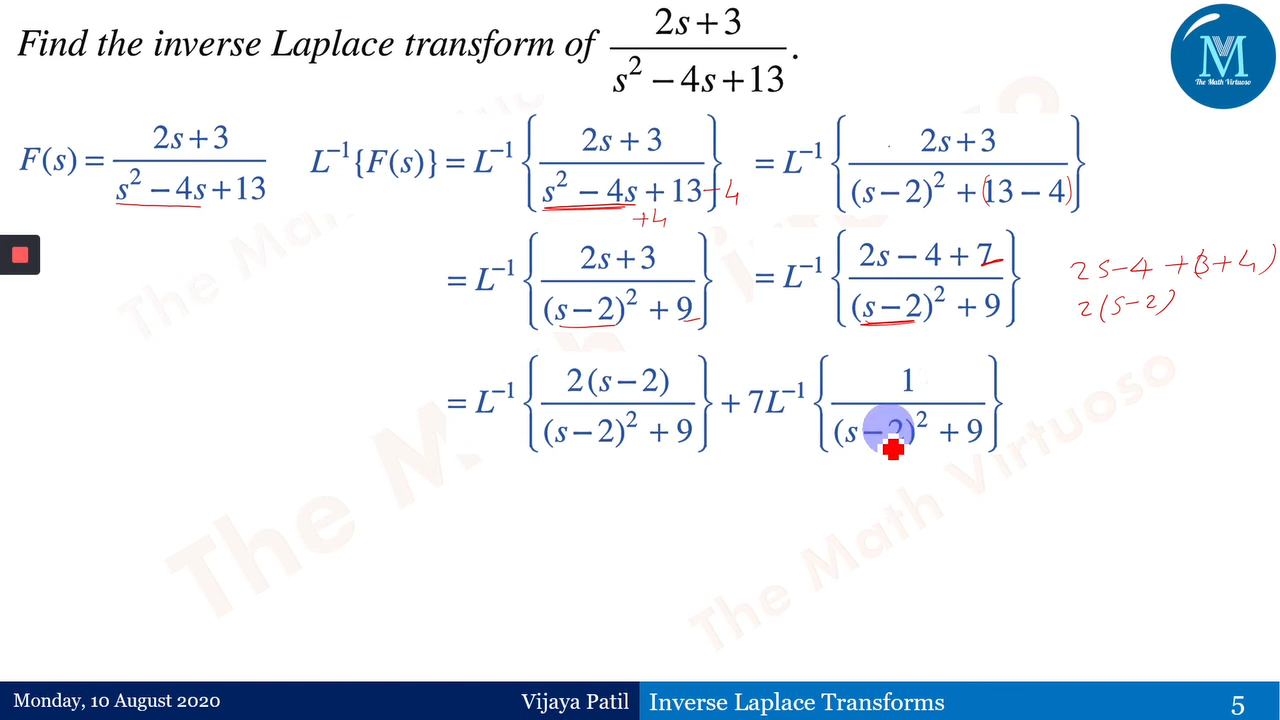 Find the inverse Laplace transform of (2s+3)/(s² − 4s+13).
M
The Math Virtuoso
F(s) = (2s+3)/(s² − 4s+13)   L⁻¹{F(s)} = L⁻¹{(2s+3)/(s² − 4s+13)} = L⁻¹{(2s+3)/((s−2)² + (13 − 4))}
−4
+4
= L⁻¹{(2s+3)/((s−2)² + 9)} = L⁻¹{(2s − 4 + 7)/((s−2)² + 9)}
2s−4 + (3+4)
2(s−2)
= L⁻¹{2(s−2)/((s−2)² + 9)} + 7L⁻¹{1/((s−2)² + 9)}
The Math Virtuoso
Monday, 10 August 2020 Vijaya Patil Inverse Laplace Transforms 5